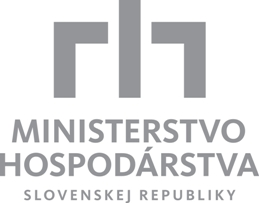 MINISTERSTVO
HOSPODÁRSTVA
SLOVENSKEJ REPUBLIKY